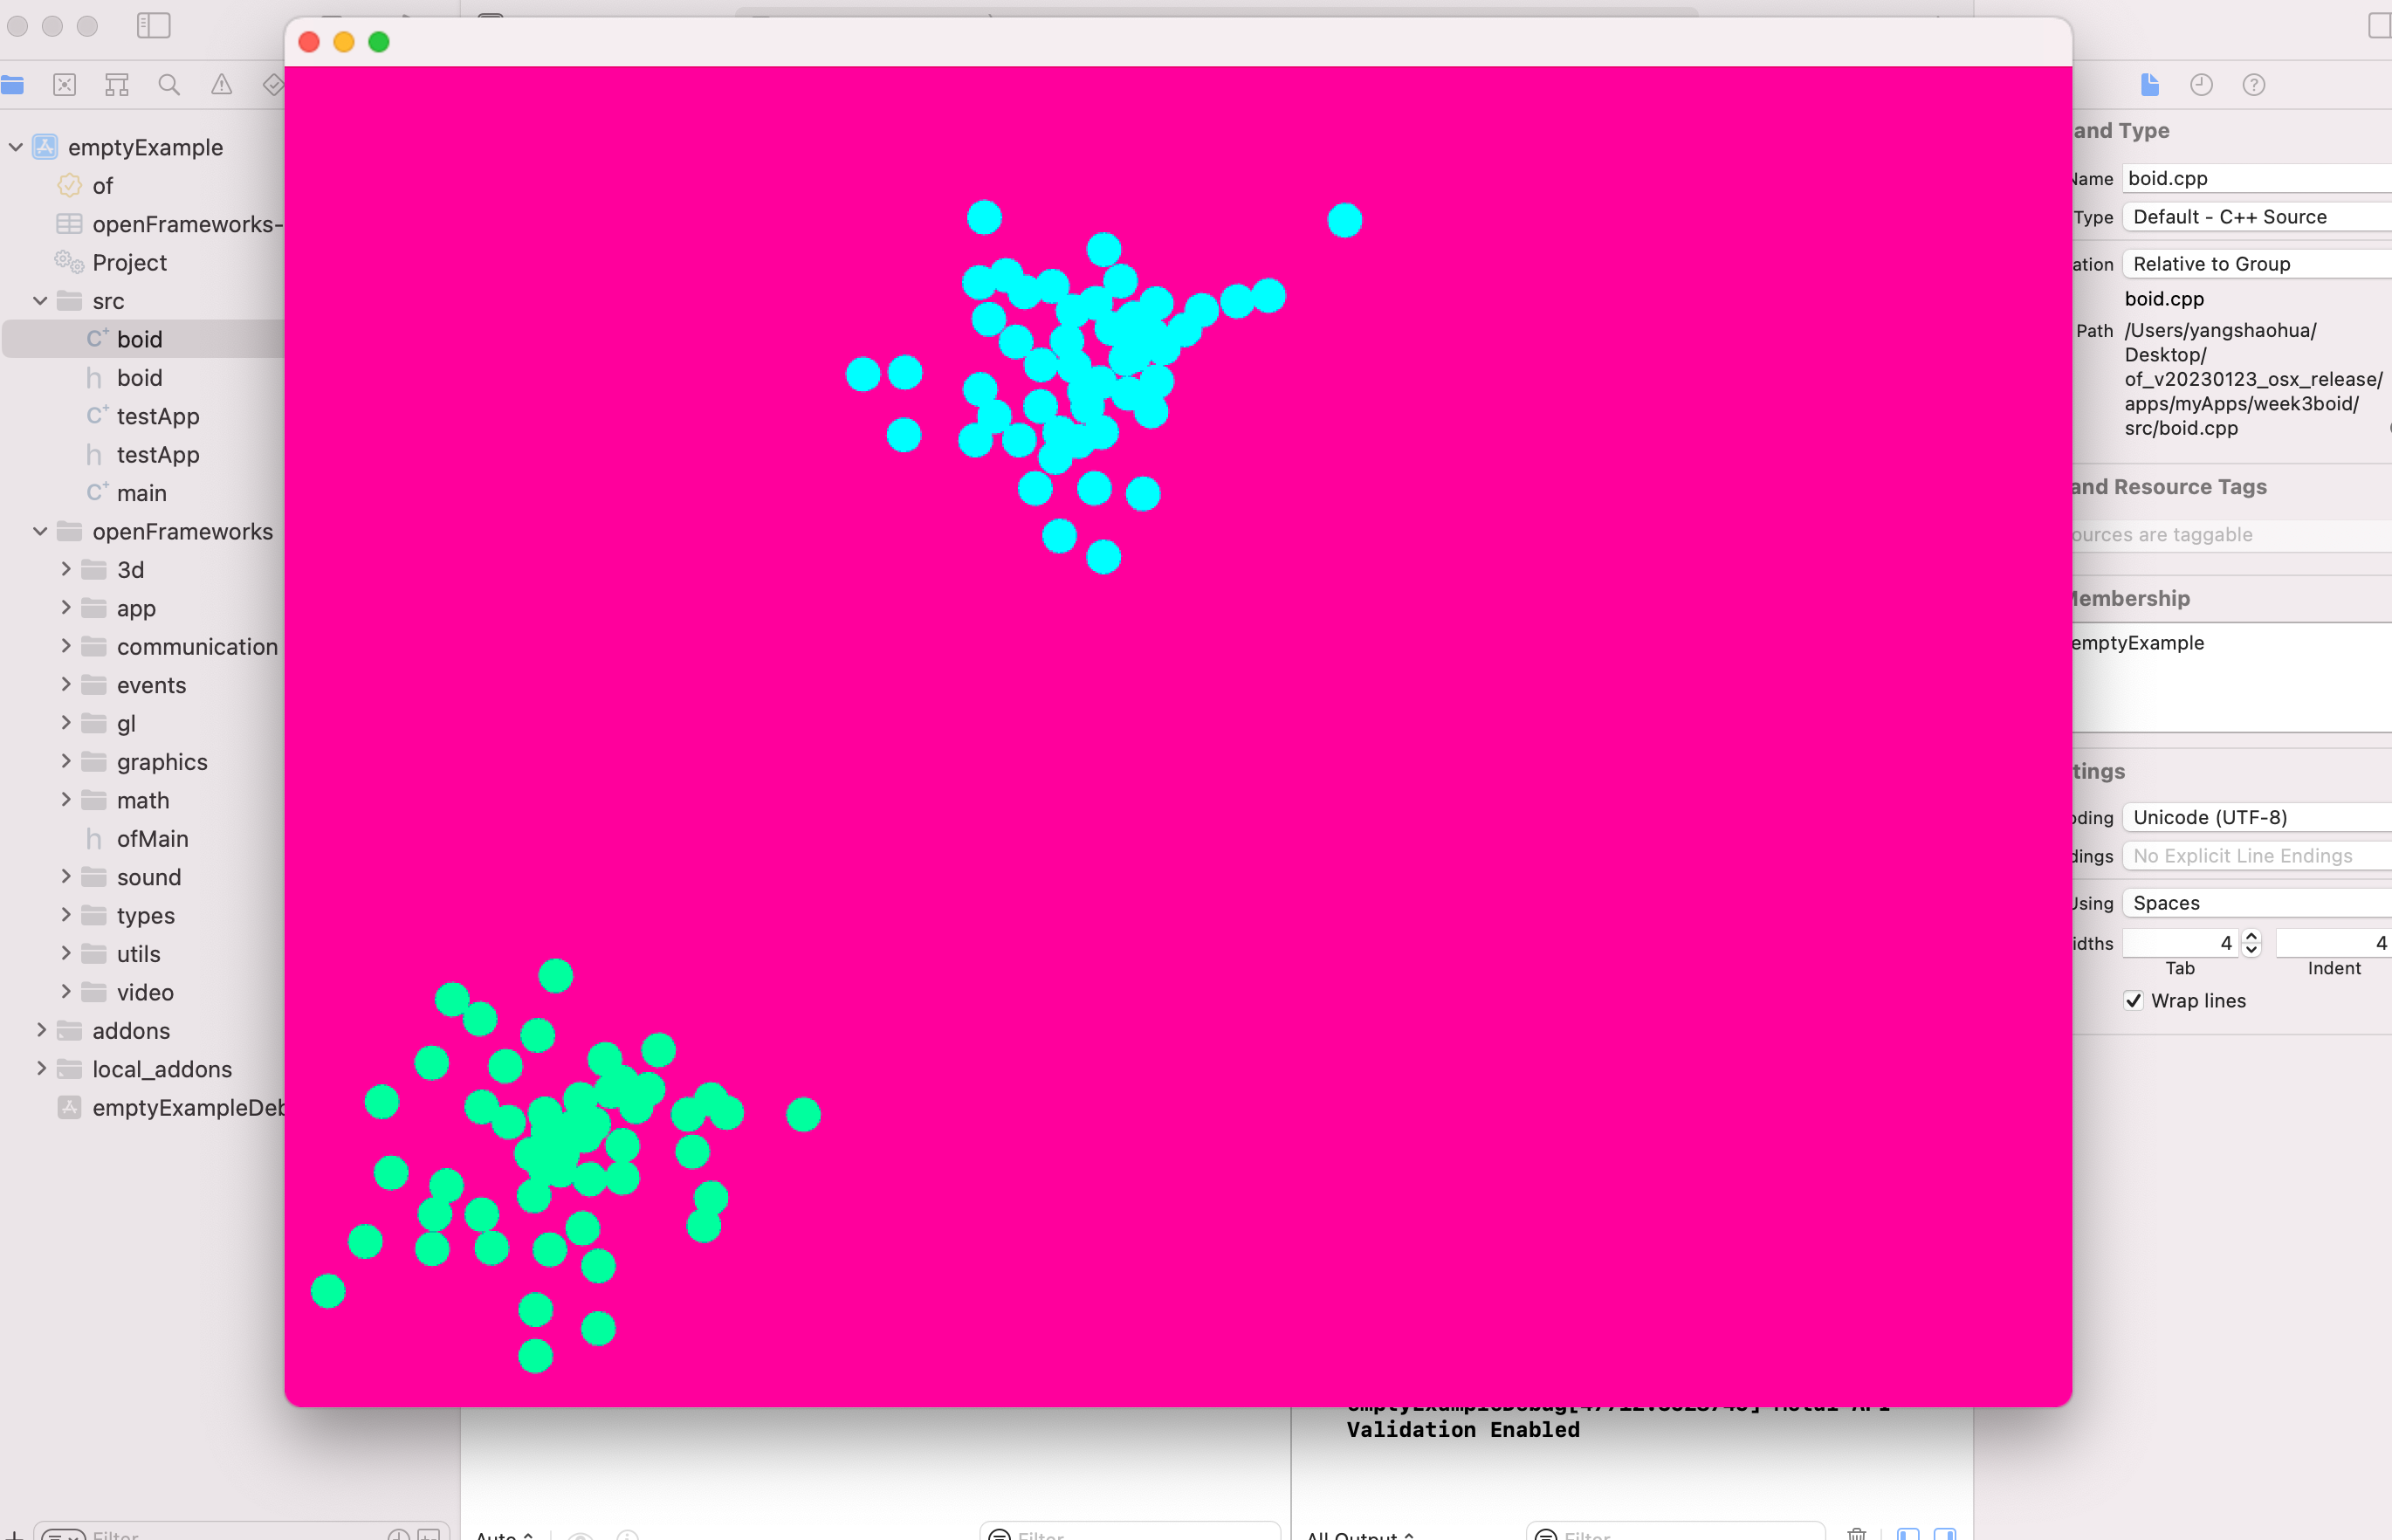 emptyExample
of
openFrameworks-
Project
src
boid
boid
testApp
testApp
main
openFrameworks
3d
app
communication
events
gl
graphics
math
ofMain
sound
types
utils
video
addons
local_addons
emptyExampleDeb
Filter
Auto
Filter
Validation Enabled
All Output
Filter
and Type
Name boid.cpp
Type Default - C++ Source
ation Relative to Group
boid.cpp
Path /Users/yangshaohua/
Desktop/
of_v20230123_osx_release/
apps/myApps/week3boid/
src/boid.cpp
and Resource Tags
ources are taggable
Membership
emptyExample
tings
oding Unicode (UTF-8)
dings No Explicit Line Endings
Using Spaces
idths 4 4
Tab Indent
Wrap lines